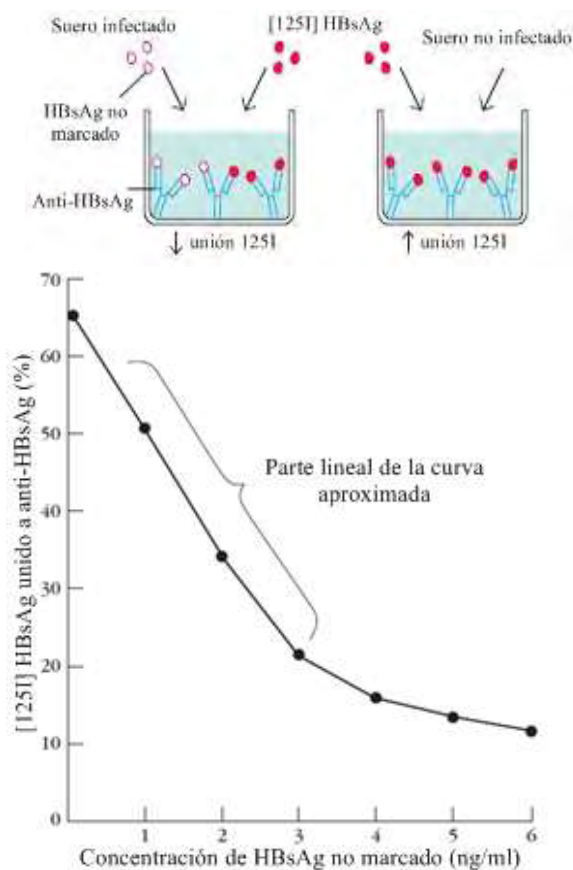 Suero infectado
[125I] HBsAg
Suero no infectado
HBsAg no
marcado
Anti-HBsAg
↓ unión 125I
↑ unión 125I
70
60
50
40
30
20
10
0
[125I] HBsAg unido a anti-HBsAg (%)
Parte lineal de la curva
aproximada
1 2 3 4 5 6
Concentración de HBsAg no marcado (ng/ml)